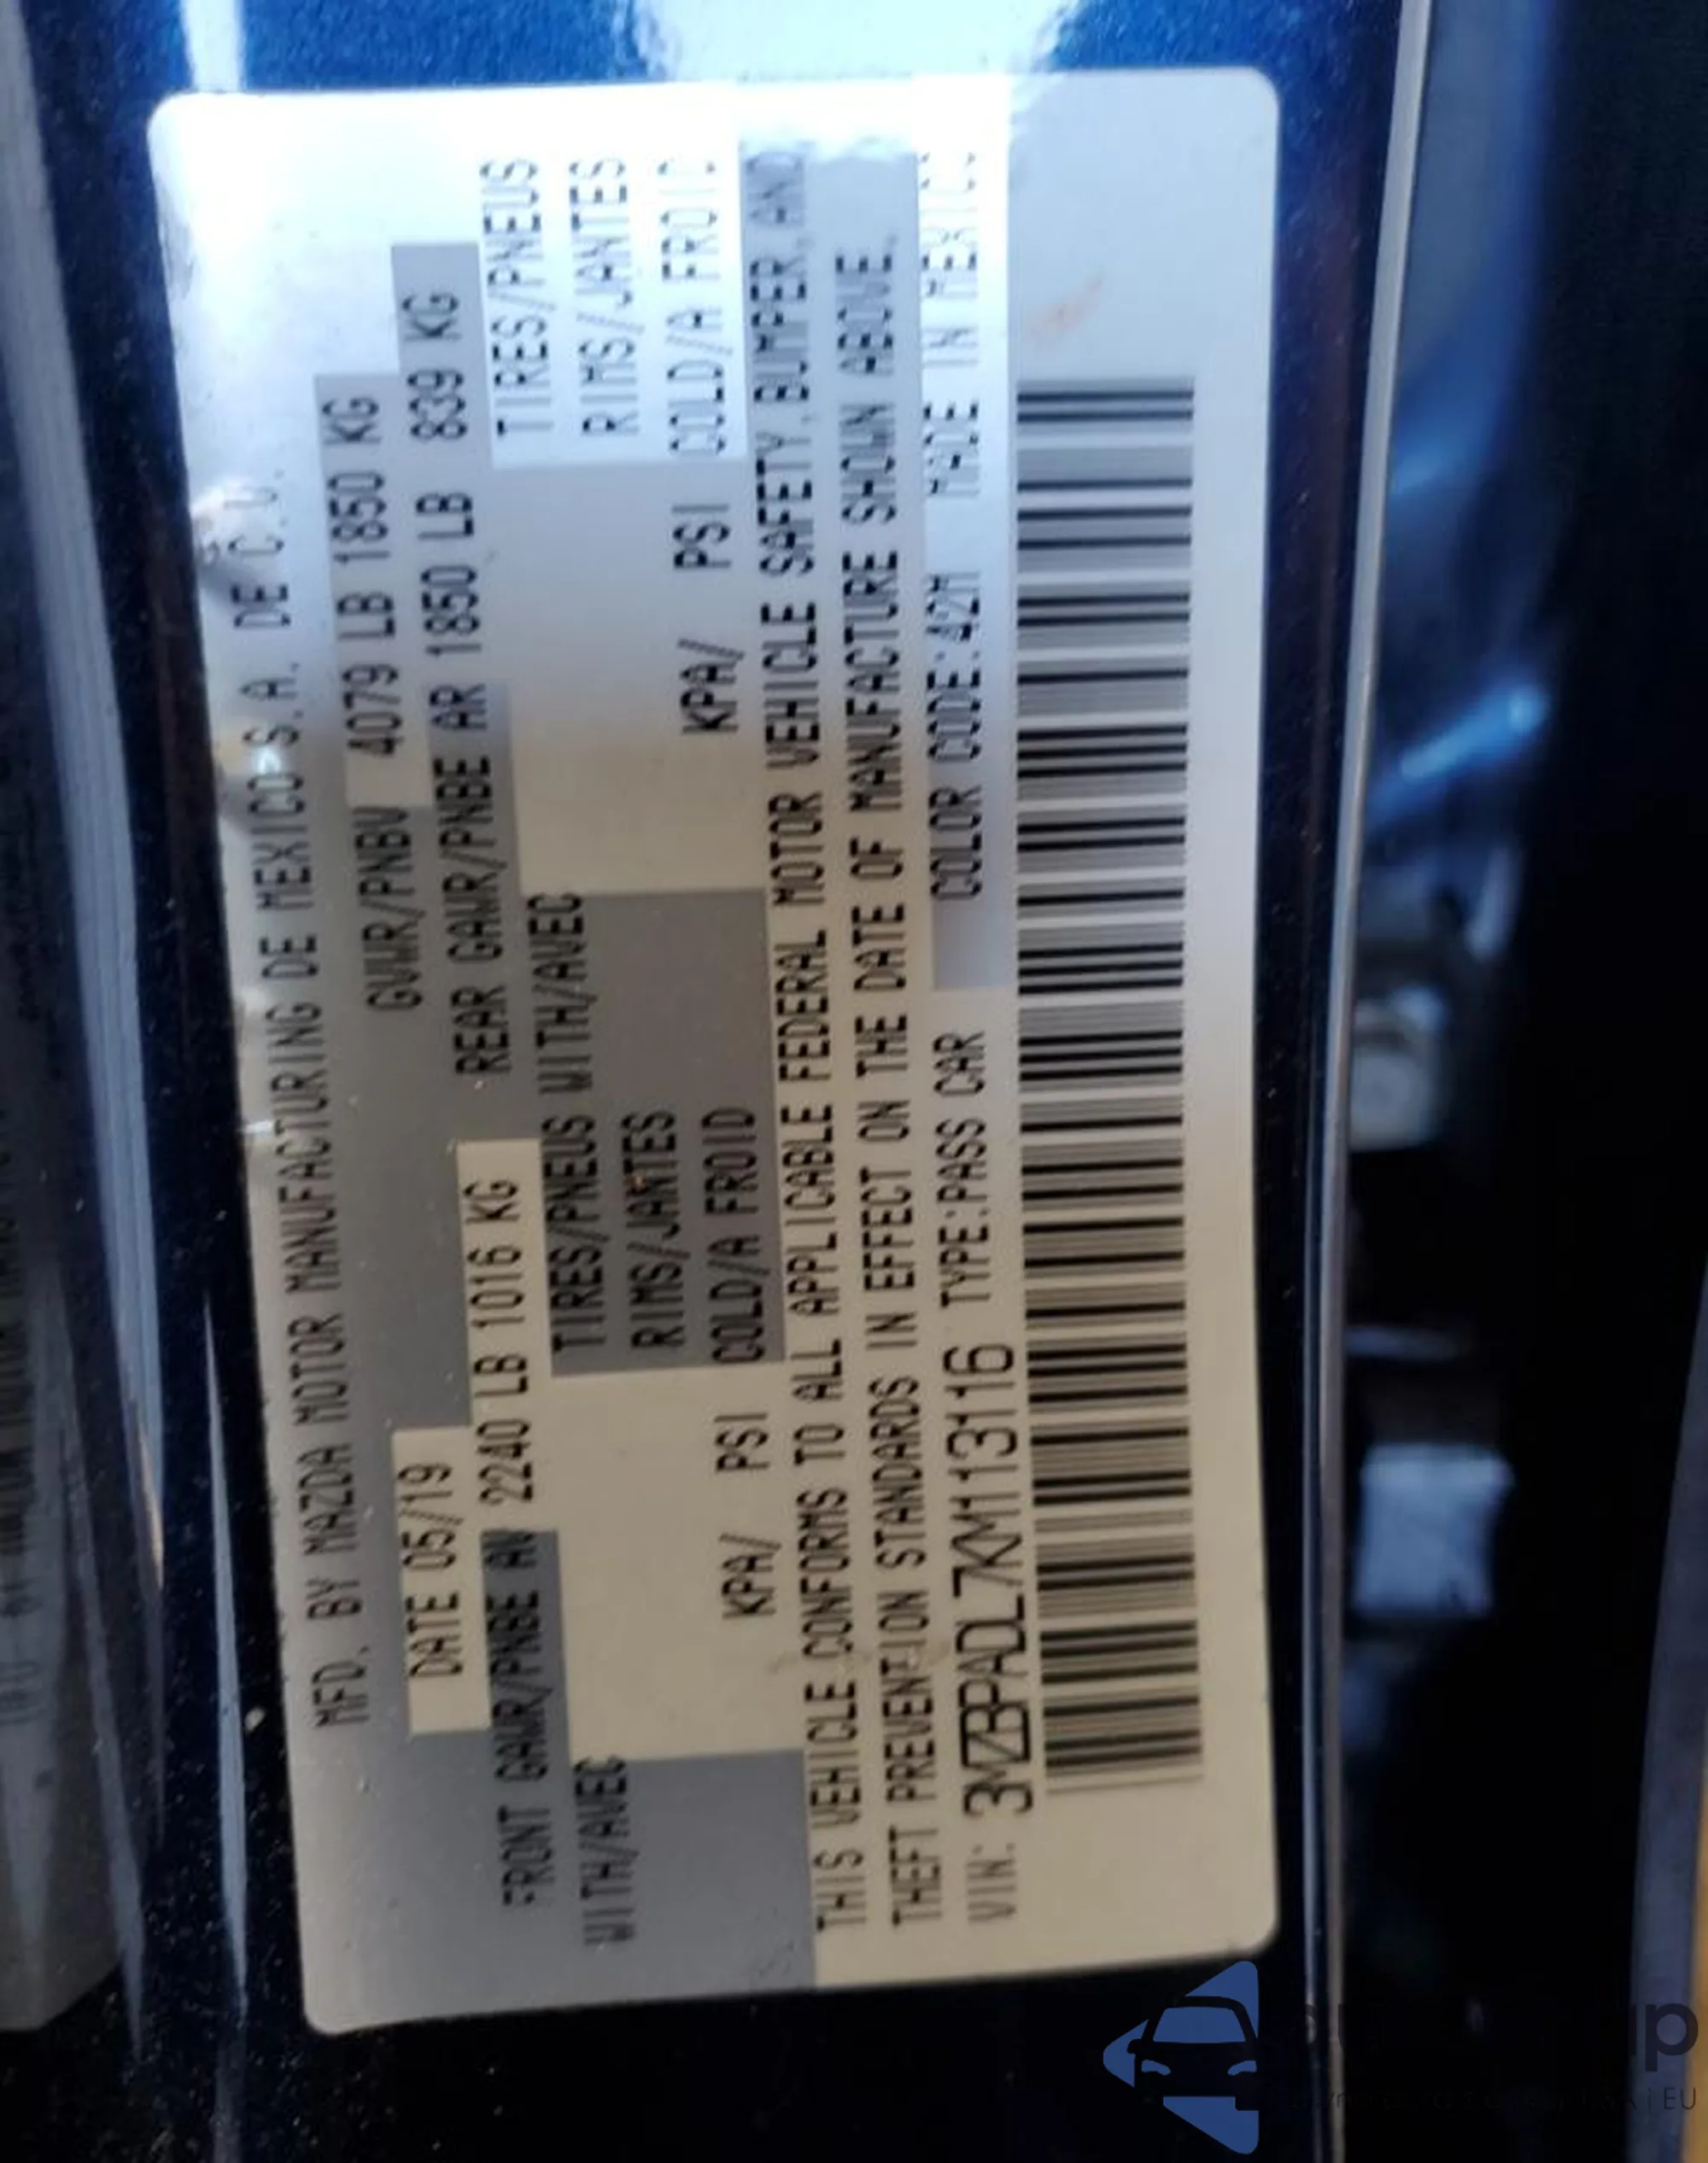 MFD. BY MAZDA MOTOR MANUFACTURING DE MEXICO S.A. DE C.V.
DATE 05/19 GVWR/PNBV 4079 LB 1850 KG
FRONT GAWR/PNBE AV 2240 LB 1016 KG REAR GAWR/PNBE AR 1850 LB 839 KG
WITH/AVEC TIRES/PNEUS WITH/AVEC TIRES/PNEUS
RIMS/JANTES RIMS/JANTES
KPA/ PSI COLD/A FROID KPA/ PSI COLD/A FROID
THIS VEHICLE CONFORMS TO ALL APPLICABLE FEDERAL MOTOR VEHICLE SAFETY,BUMPER,AND
THEFT PREVENTION STANDARDS IN EFFECT ON THE DATE OF MANUFACTURE SHOWN ABOVE.
VIN: 3MZBPADL7KM113116 TYPE:PASS CAR COLOR CODE:42M MADE IN MEXICO
EU